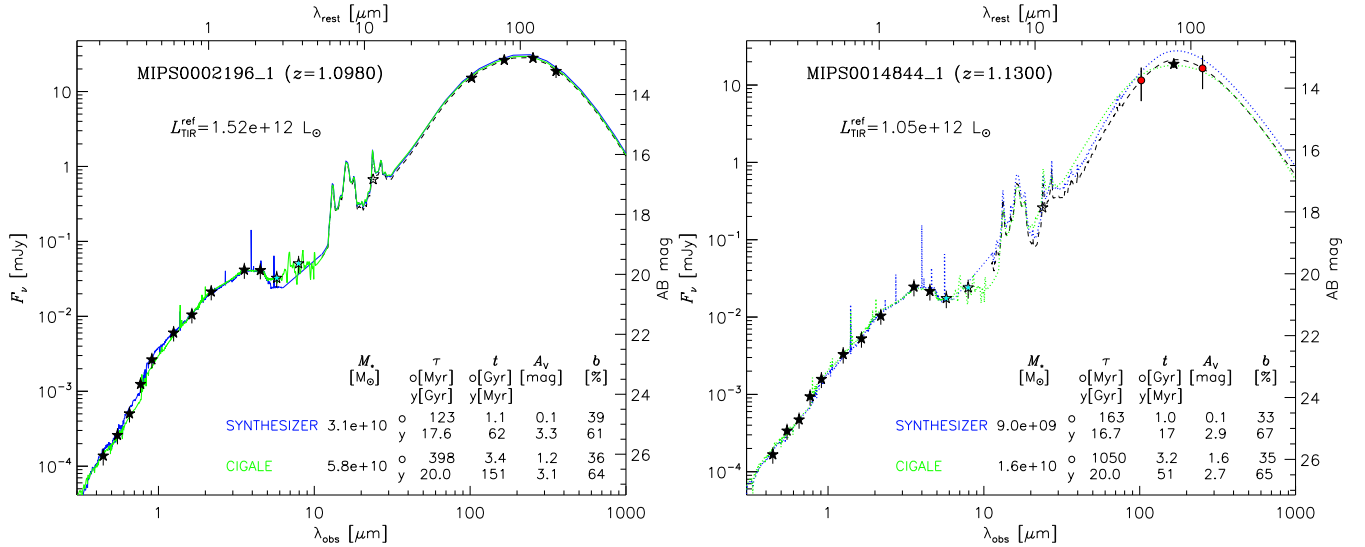 λrest [μm]
1 10 100
MIPS0002196_1 (z=1.0980)
L^ref_TIR=1.52e+12 L⊙
Fν [mJy]
10
1
10^−1
10^−2
10^−3
10^−4
AB mag
14
16
18
20
22
24
26
M* τ t AV b
[M⊙] o[Myr] o[Gyr] [mag] [%]
y[Gyr] y[Myr]
SYNTHESIZER 3.1e+10
o 123 1.1 0.1 39
y 17.6 62 3.3 61
CIGALE 5.8e+10
o 398 3.4 1.2 36
y 20.0 151 3.1 64
1 10 100 1000
λobs [μm]
λrest [μm]
1 10 100
MIPS0014844_1 (z=1.1300)
L^ref_TIR=1.05e+12 L⊙
Fν [mJy]
10
1
10^−1
10^−2
10^−3
10^−4
AB mag
14
16
18
20
22
24
26
M* τ t AV b
[M⊙] o[Myr] o[Gyr] [mag] [%]
y[Gyr] y[Myr]
SYNTHESIZER 9.0e+09
o 163 1.0 0.1 33
y 16.7 17 2.9 67
CIGALE 1.6e+10
o 1050 3.2 1.6 35
y 20.0 51 2.7 65
1 10 100 1000
λobs [μm]